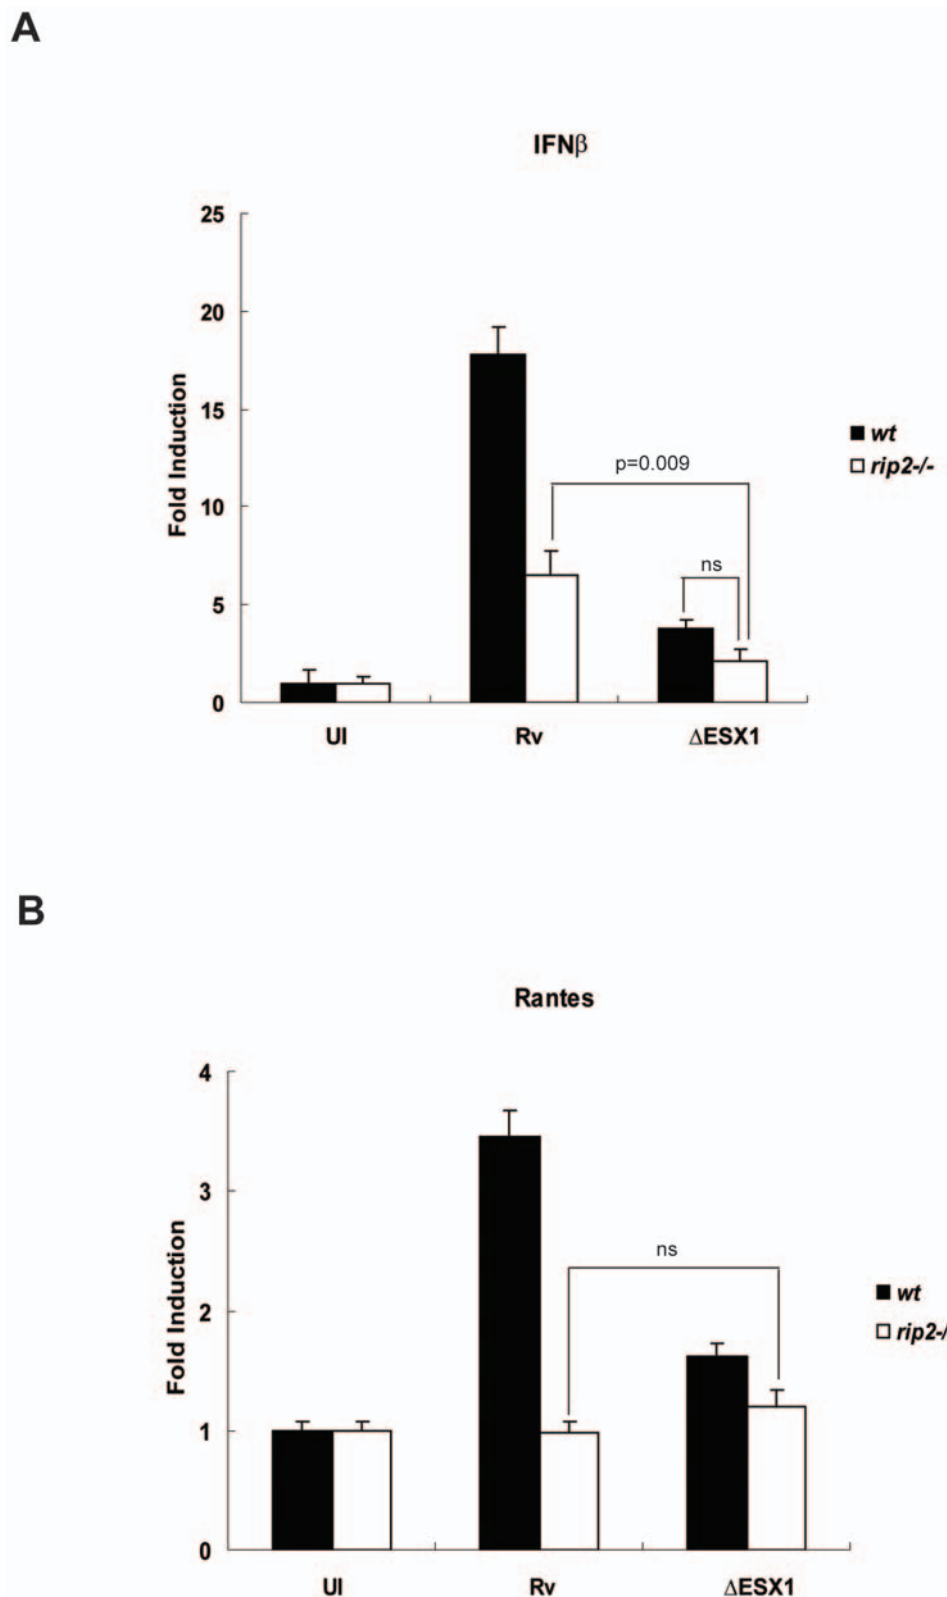 A
IFNβ
25
20
15
10
5
0
Fold Induction
p=0.009
ns
wt
rip2-/-
UI
Rv
ΔESX1
B
Rantes
4
3
2
1
0
Fold Induction
ns
wt
rip2-/
UI
Rv
ΔESX1